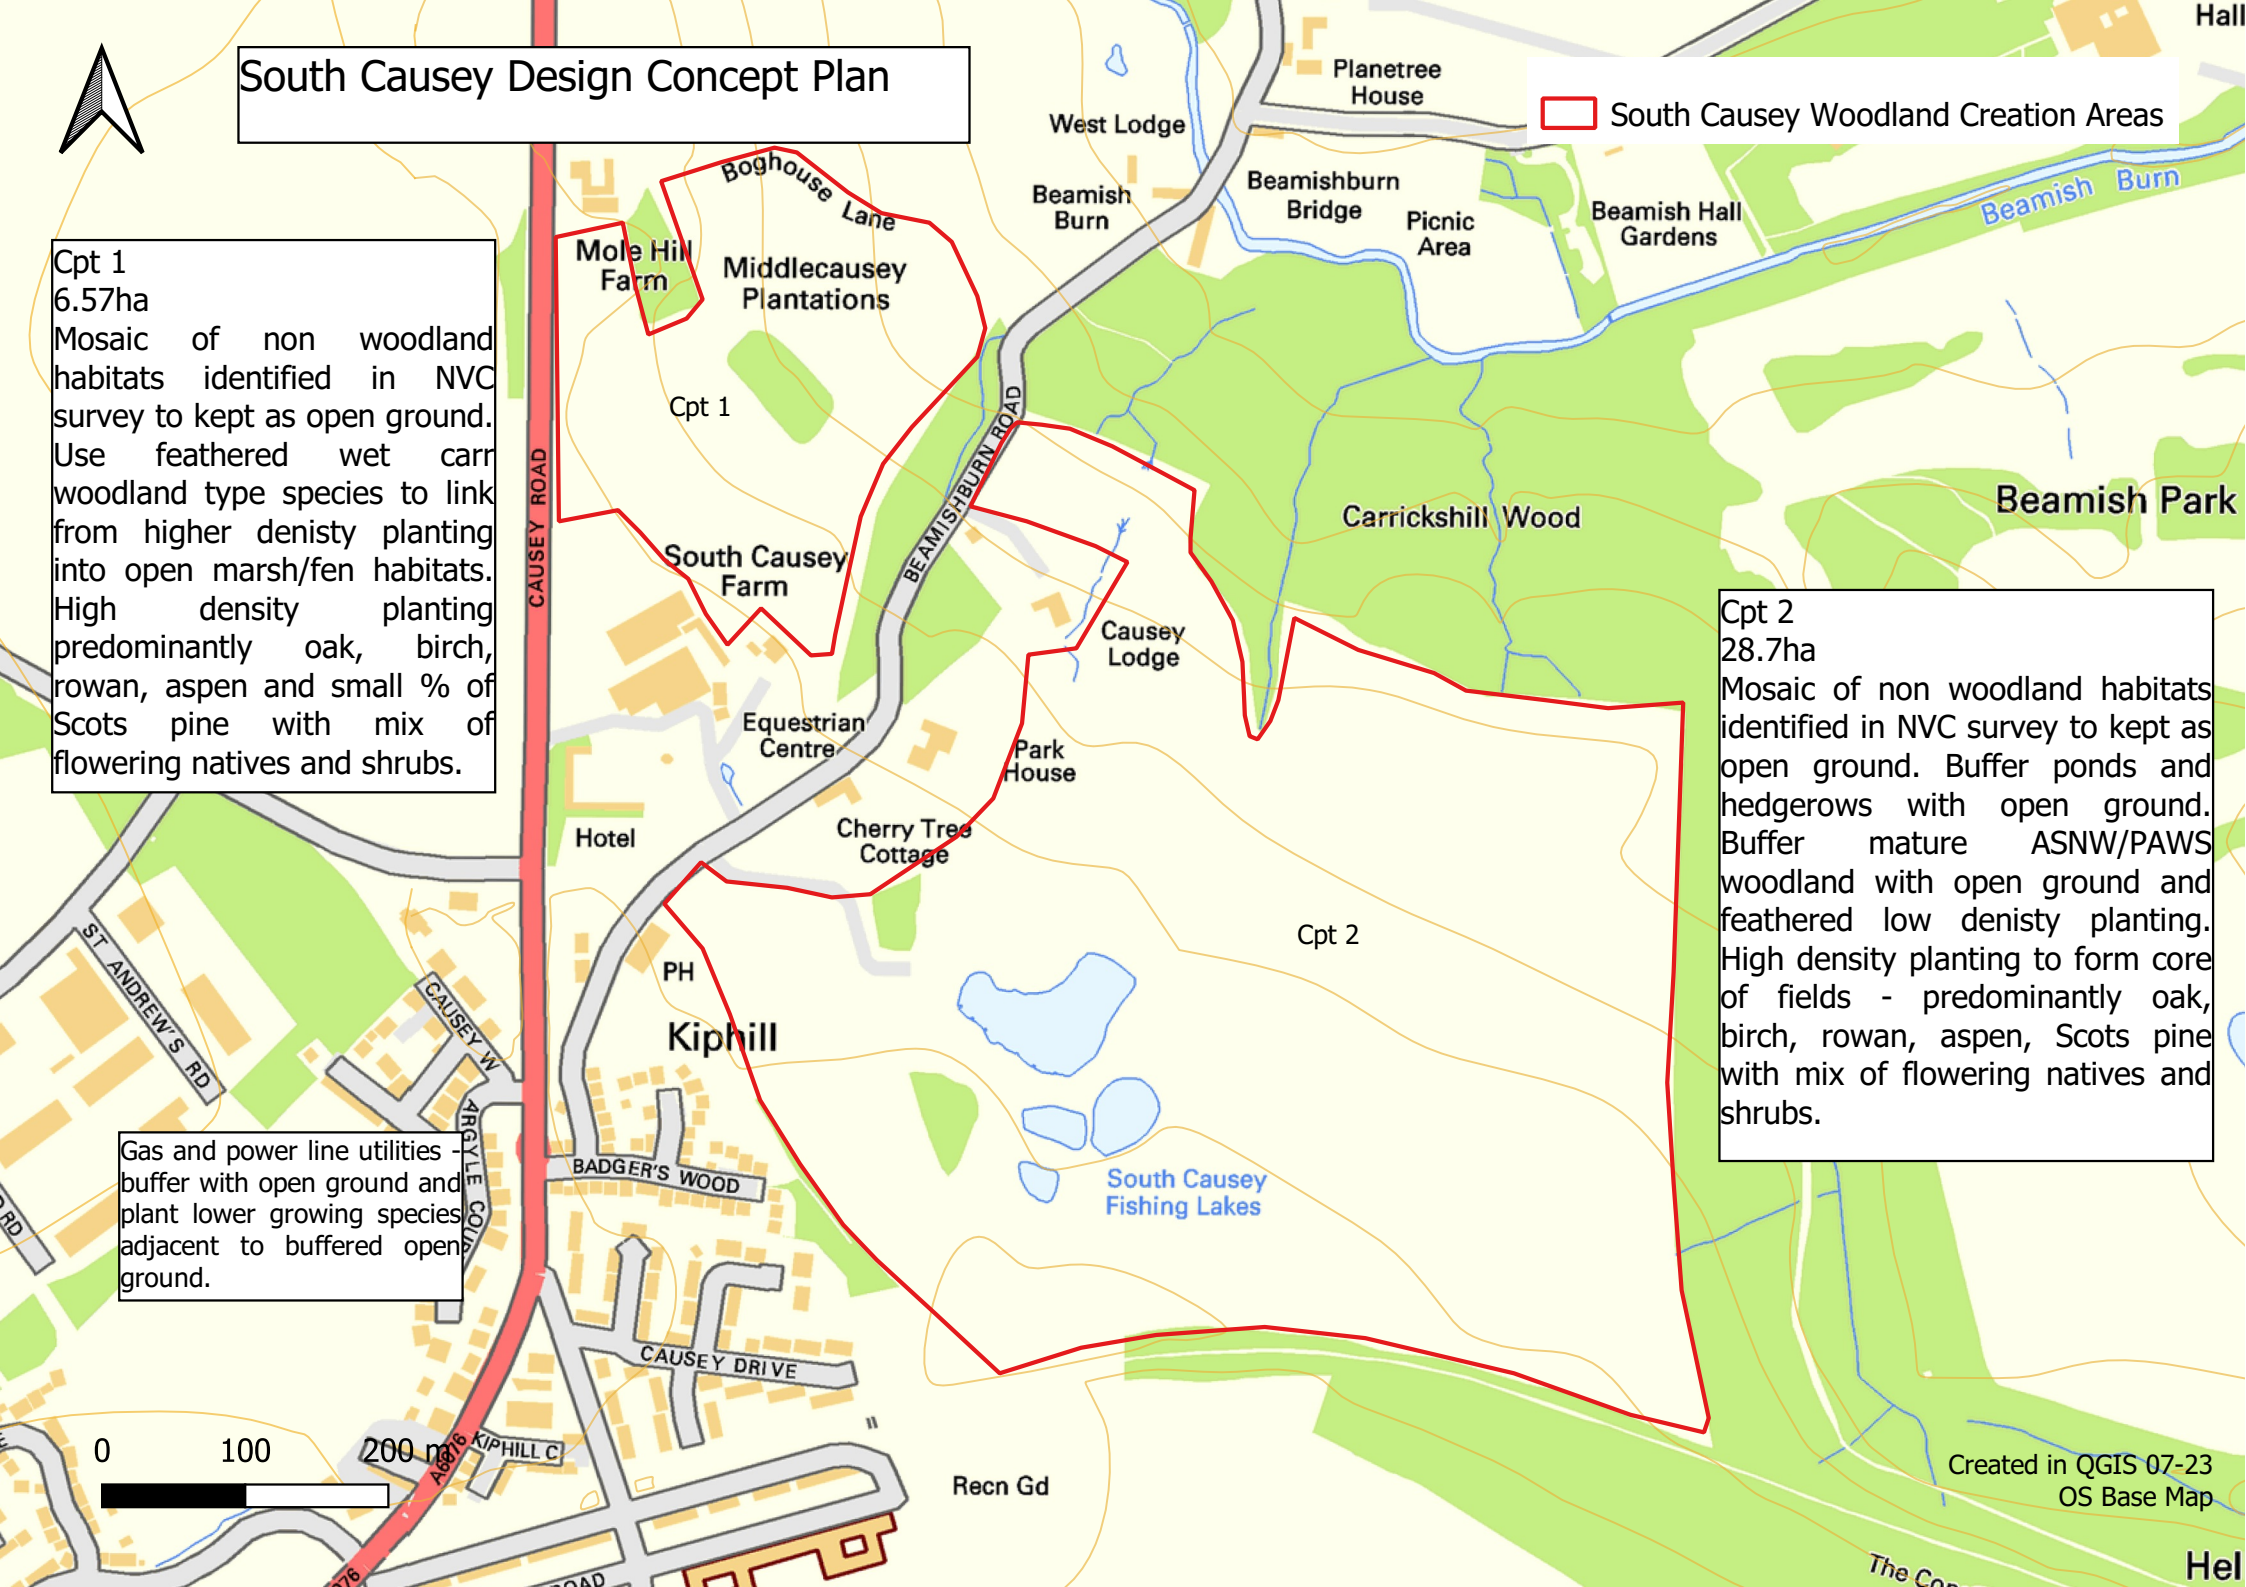 South Causey Design Concept Plan
South Causey Woodland Creation Areas
Hall
Planetree
House
West Lodge
Beamish
Burn
Beamishburn
Bridge
Picnic
Area
Beamish Hall
Gardens
Beamish Burn
Boghouse Lane
Mole Hill
Farm
Middlecausey
Plantations
Cpt 1
6.57ha
Mosaic of non woodland
habitats identified in NVC
survey to kept as open ground.
Use feathered wet carr
woodland type species to link
from higher denisty planting
into open marsh/fen habitats.
High density planting
predominantly oak, birch,
rowan, aspen and small % of
Scots pine with mix of
flowering natives and shrubs.
Cpt 1
CAUSEY ROAD
BEAMISHBURN ROAD
Carrickshill Wood
Beamish Park
South Causey
Farm
Causey
Lodge
Equestrian
Centre
Park
House
Cherry Tree
Cottage
Hotel
Cpt 2
28.7ha
Mosaic of non woodland habitats
identified in NVC survey to kept as
open ground. Buffer ponds and
hedgerows with open ground.
Buffer mature ASNW/PAWS
woodland with open ground and
feathered low denisty planting.
High density planting to form core
of fields - predominantly oak,
birch, rowan, aspen, Scots pine
with mix of flowering natives and
shrubs.
Cpt 2
PH
Kiphill
ST ANDREW'S RD
CAUSEY W
ARGYLE COUR
RD
BADGER'S WOOD
South Causey
Fishing Lakes
Gas and power line utilities -
buffer with open ground and
plant lower growing species
adjacent to buffered open
ground.
CAUSEY DRIVE
KIPHILL C
A6076
0 100 200 m
Recn Gd
Created in QGIS 07-23
OS Base Map
076
OAD
The Con
Hel